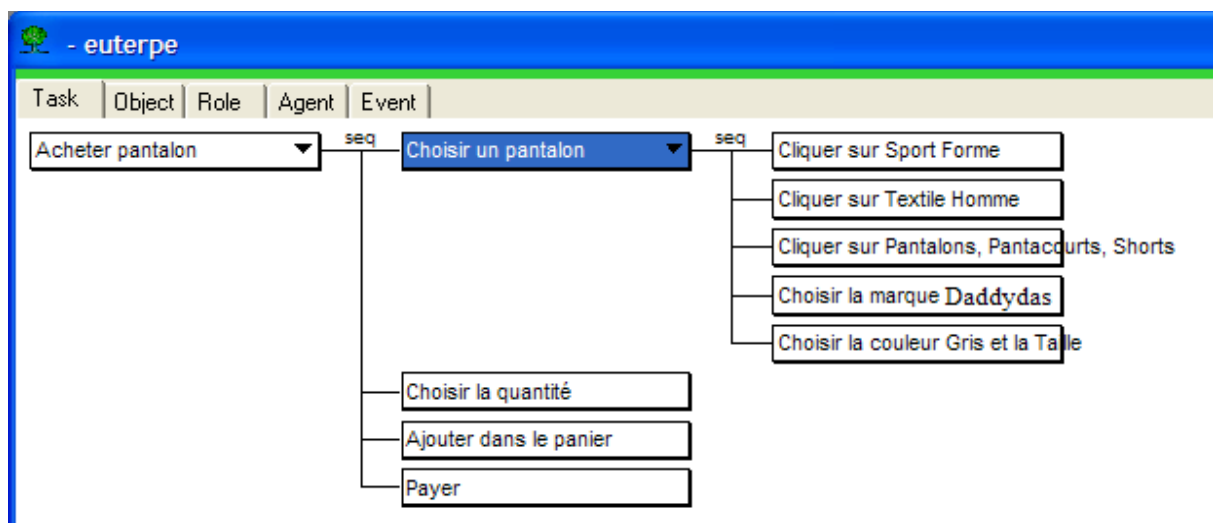 - euterpe
Task Object Role Agent Event
Acheter pantalon seq Choisir un pantalon seq Cliquer sur Sport Forme
Cliquer sur Textile Homme
Cliquer sur Pantalons, Pantacourts, Shorts
Choisir la marque Daddydas
Choisir la couleur Gris et la Taille
Choisir la quantité
Ajouter dans le panier
Payer